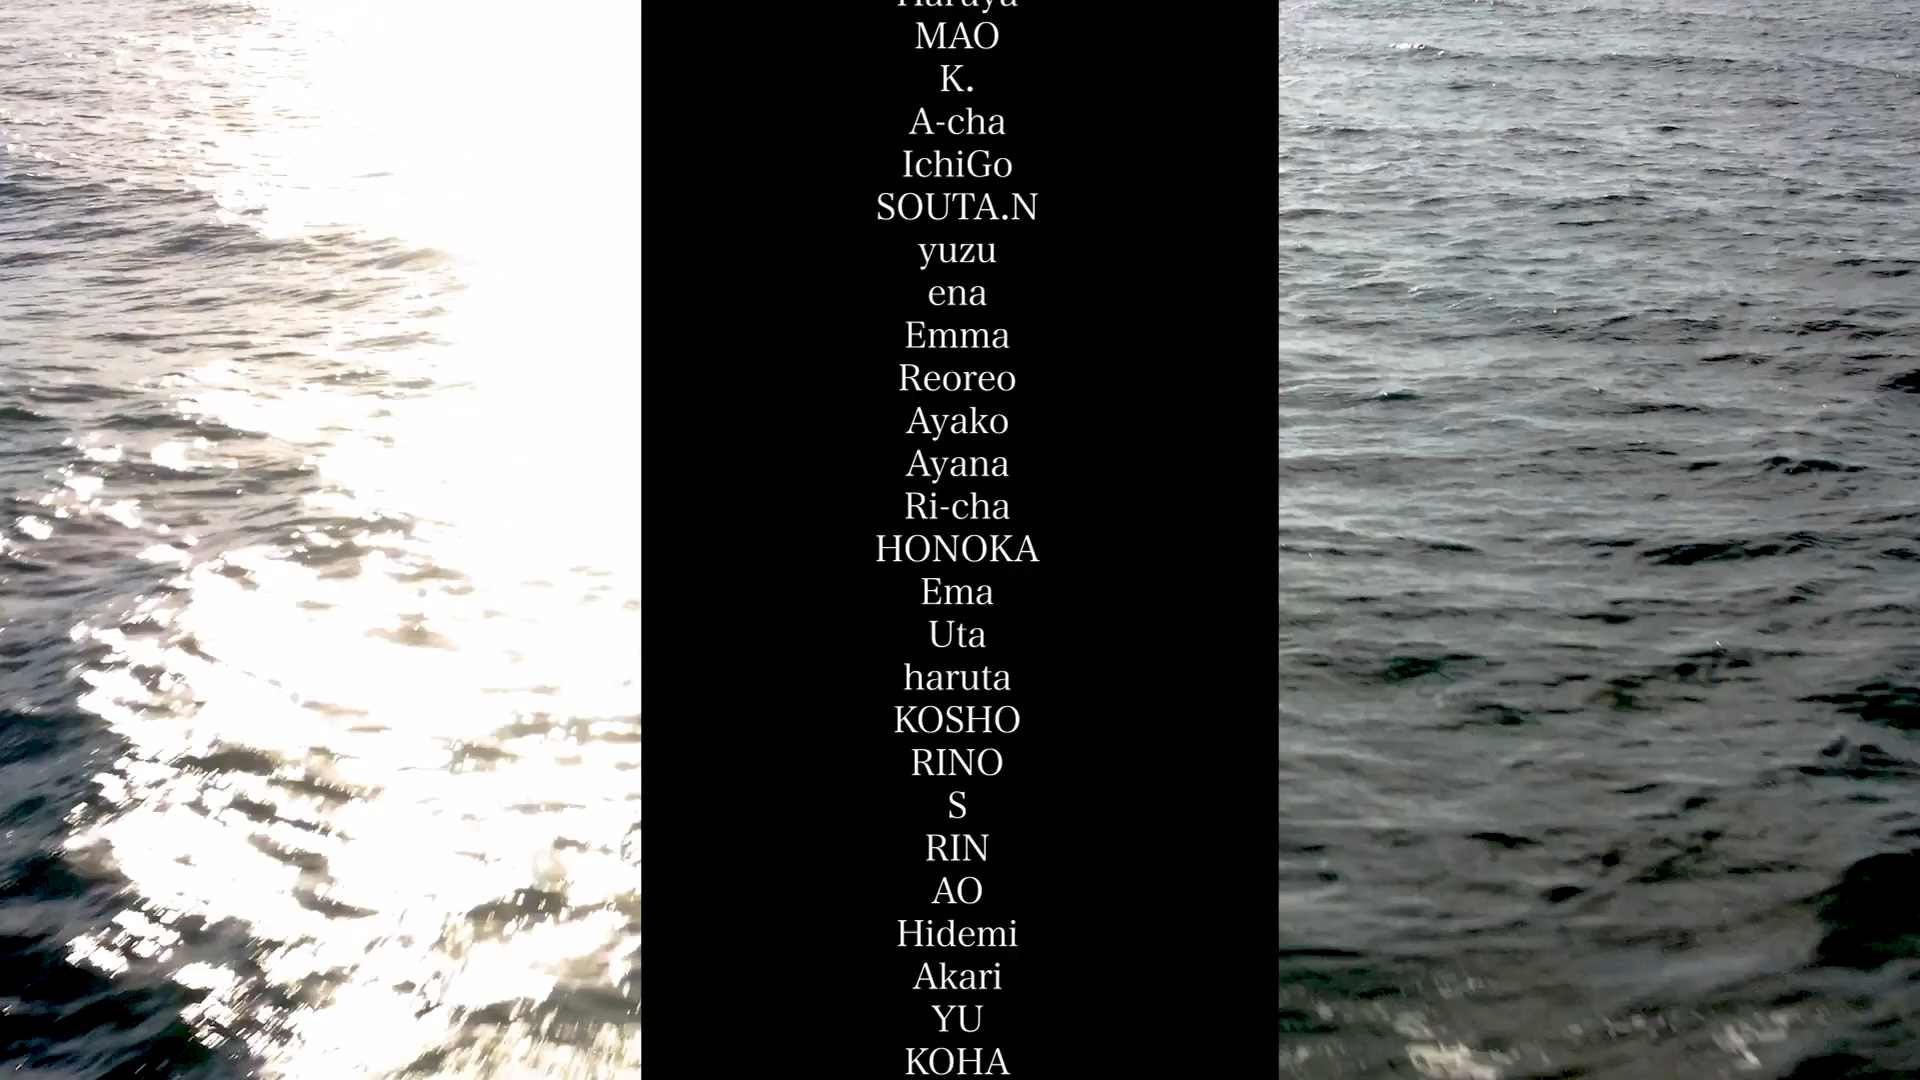 Haruya
MAO
K.
A-cha
IchiGo
SOUTA.N
yuzu
ena
Emma
Reoreo
Ayako
Ayana
Ri-cha
HONOKA
Ema
Uta
haruta
KOSHO
RINO
S
RIN
AO
Hidemi
Akari
YU
KOHA